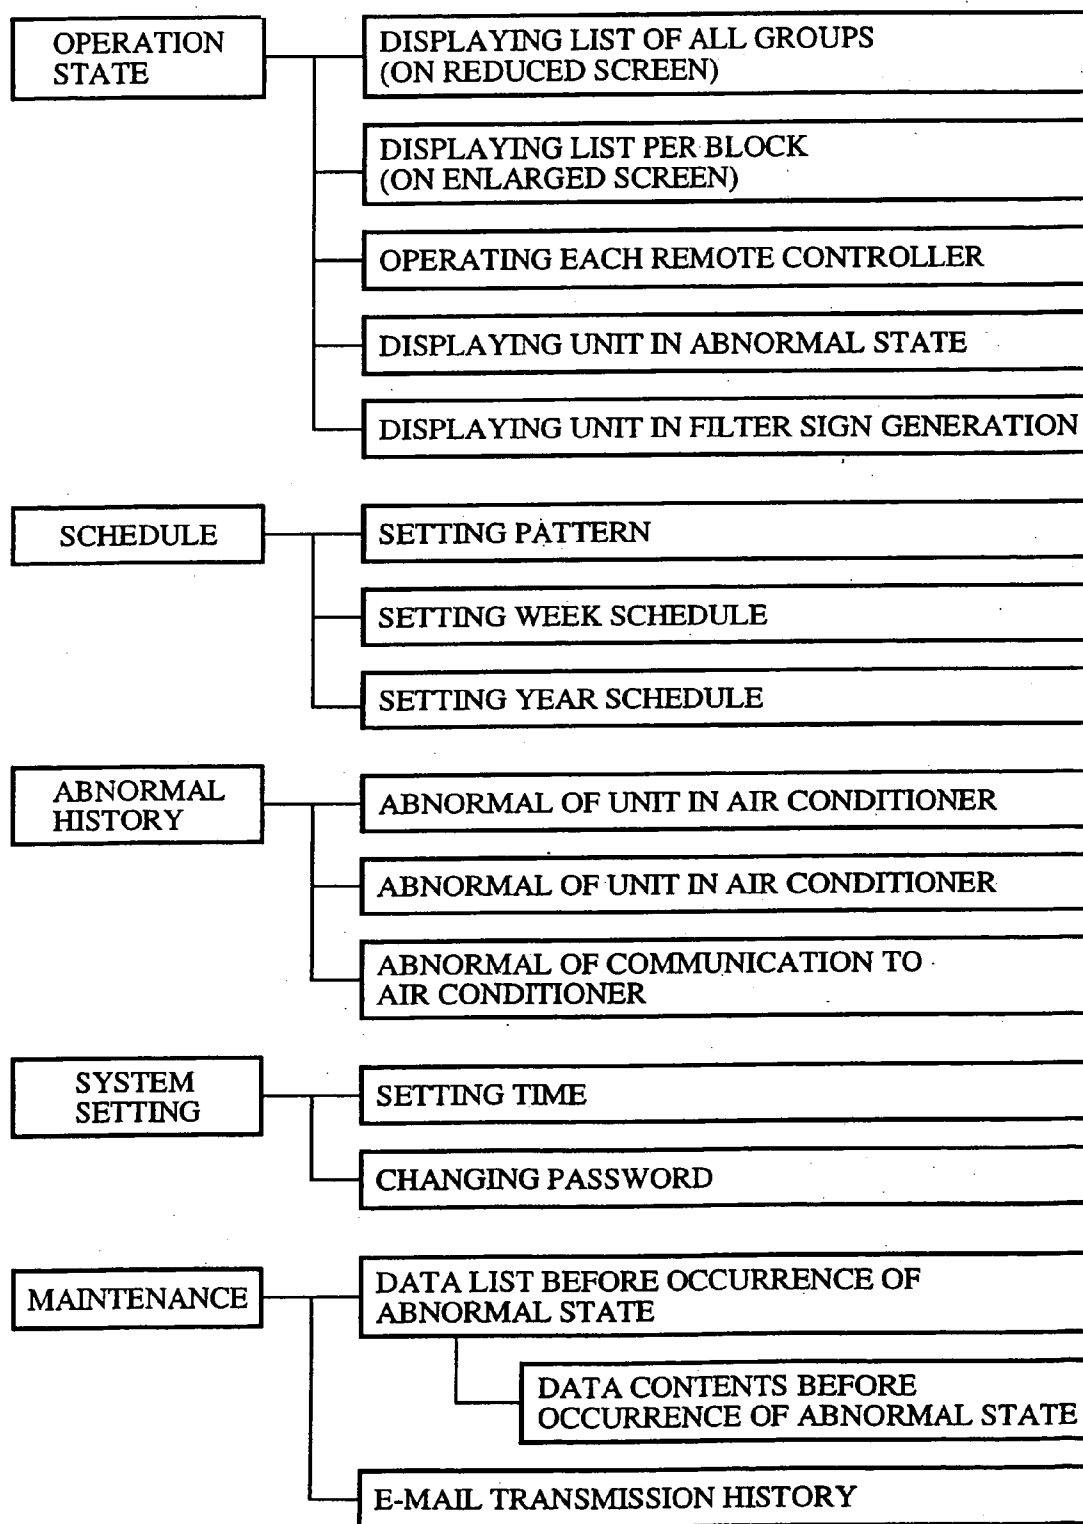 OPERATION
STATE
DISPLAYING LIST OF ALL GROUPS
(ON REDUCED SCREEN)
DISPLAYING LIST PER BLOCK
(ON ENLARGED SCREEN)
OPERATING EACH REMOTE CONTROLLER
DISPLAYING UNIT IN ABNORMAL STATE
DISPLAYING UNIT IN FILTER SIGN GENERATION
SCHEDULE
SETTING PATTERN
SETTING WEEK SCHEDULE
SETTING YEAR SCHEDULE
ABNORMAL
HISTORY
ABNORMAL OF UNIT IN AIR CONDITIONER
ABNORMAL OF UNIT IN AIR CONDITIONER
ABNORMAL OF COMMUNICATION TO
AIR CONDITIONER
SYSTEM
SETTING
SETTING TIME
CHANGING PASSWORD
MAINTENANCE
DATA LIST BEFORE OCCURRENCE OF
ABNORMAL STATE
DATA CONTENTS BEFORE
OCCURRENCE OF ABNORMAL STATE
E-MAIL TRANSMISSION HISTORY